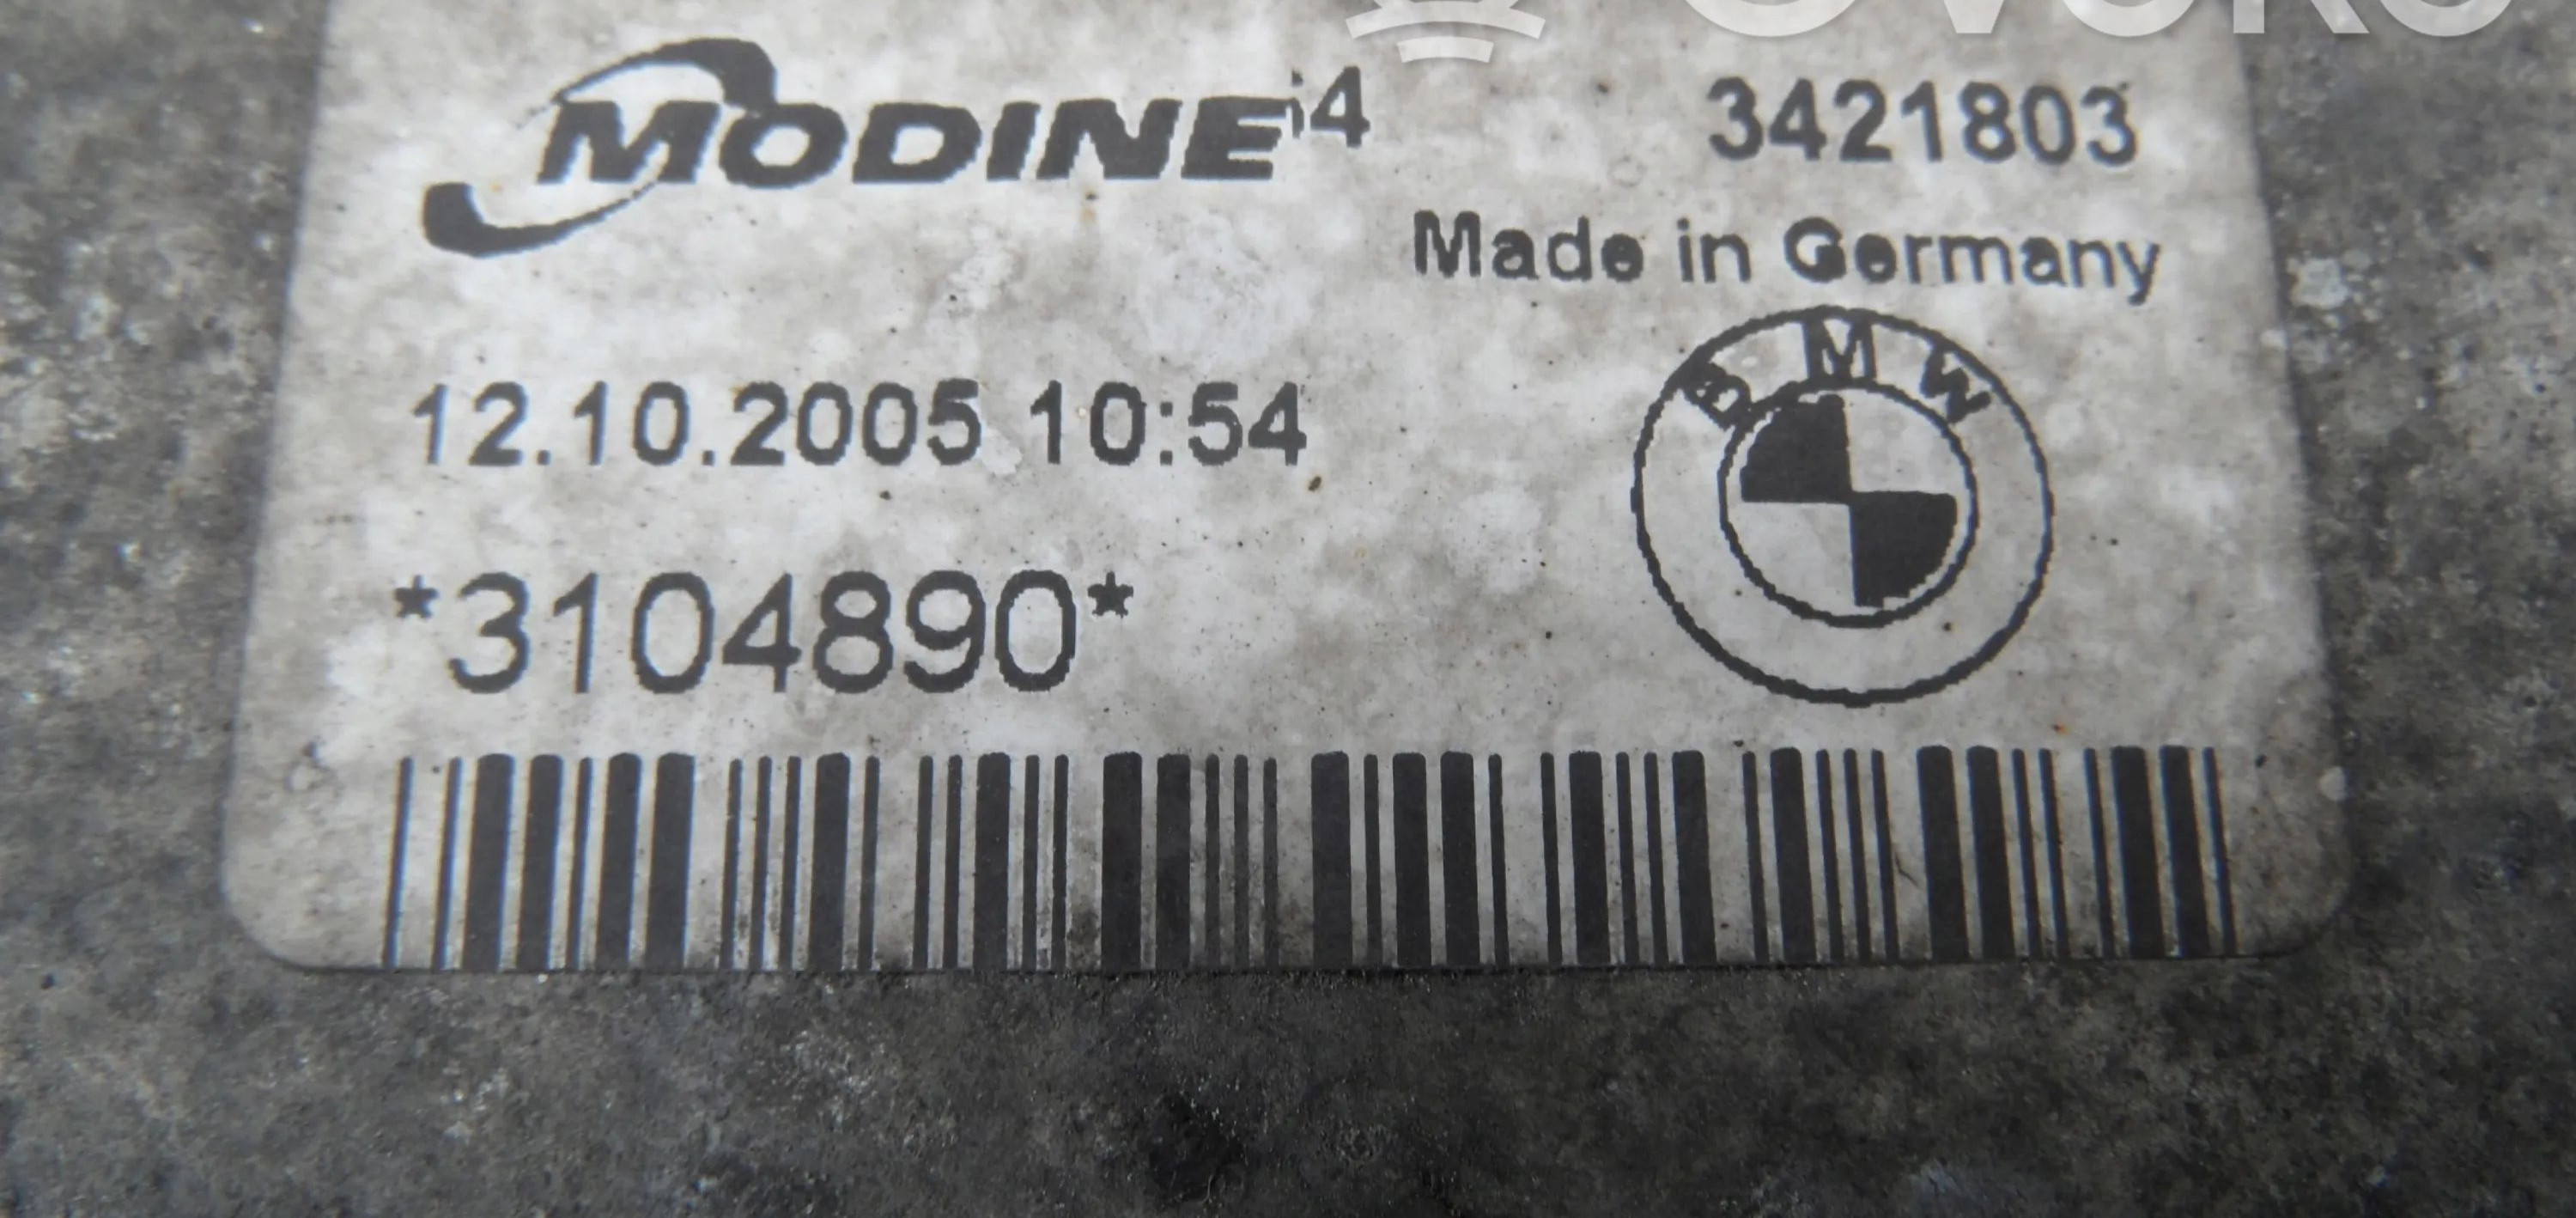 MODINE 4 3421803
Made in Germany
BMW
12.10.2005 10:54
*3104890*